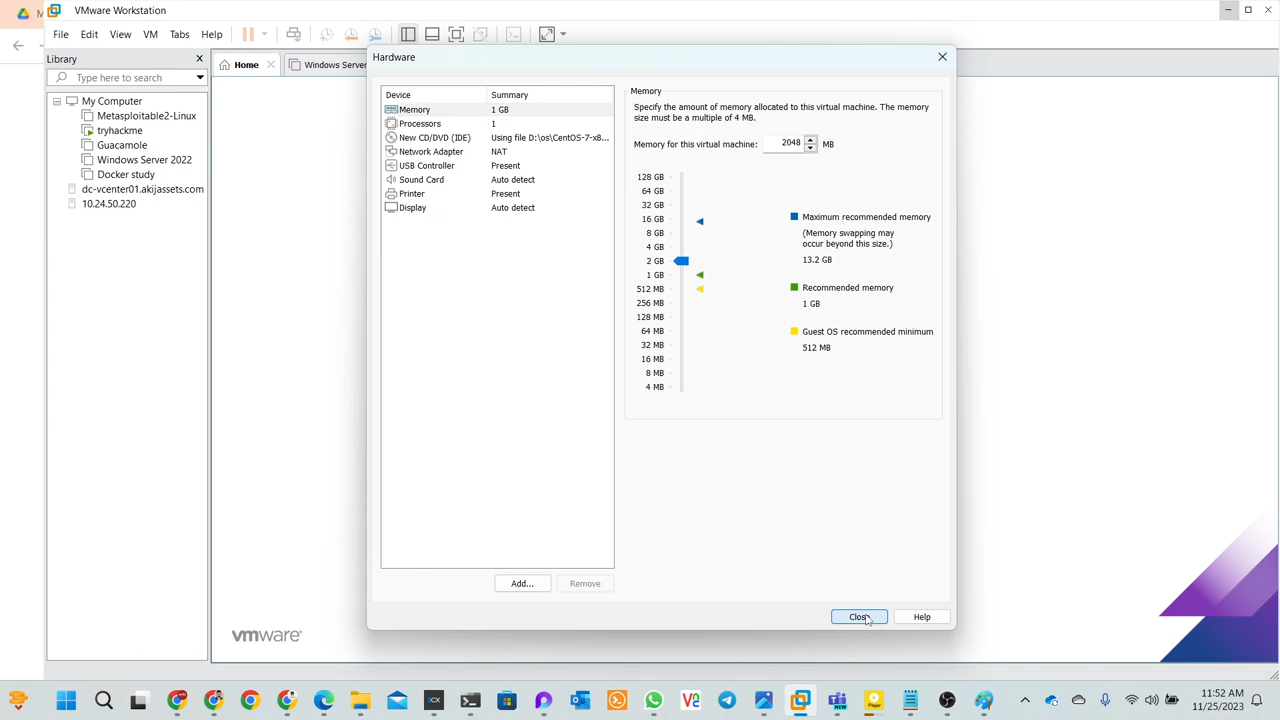 M
VMware Workstation
File Edit View VM Tabs Help
Library
Type here to search
Home
Windows Server
My Computer
Metasploitable2-Linux
tryhackme
Guacamole
Windows Server 2022
Docker study
dc-vcenter01.akijassets.com
10.24.50.220
Hardware
Device Summary
Memory 1 GB
Processors 1
New CD/DVD (IDE) Using file D:\os\CentOS-7-x8...
Network Adapter NAT
USB Controller Present
Sound Card Auto detect
Printer Present
Display Auto detect
Add... Remove
Memory
Specify the amount of memory allocated to this virtual machine. The memory
size must be a multiple of 4 MB.
Memory for this virtual machine: 2048 MB
128 GB
64 GB
32 GB
16 GB
8 GB
4 GB
2 GB
1 GB
512 MB
256 MB
128 MB
64 MB
32 MB
16 MB
8 MB
4 MB
Maximum recommended memory
(Memory swapping may
occur beyond this size.)
13.2 GB
Recommended memory
1 GB
Guest OS recommended minimum
512 MB
Close Help
vmware
NEW
Player
11:52 AM
11/25/2023